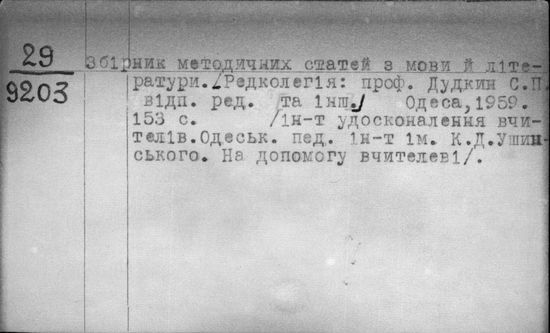 29
9203
Збірник методичних статей з мови й літе-
ратури./Редколегія: проф. Дудкин С.П.
відп. ред. та інш./ Одеса,1959.
153 с. /ін-т удосконалення вчи-
телів.Одеськ. пед. ін-т ім. К.Д.Ушин-
ського. На допомогу вчителеві/.